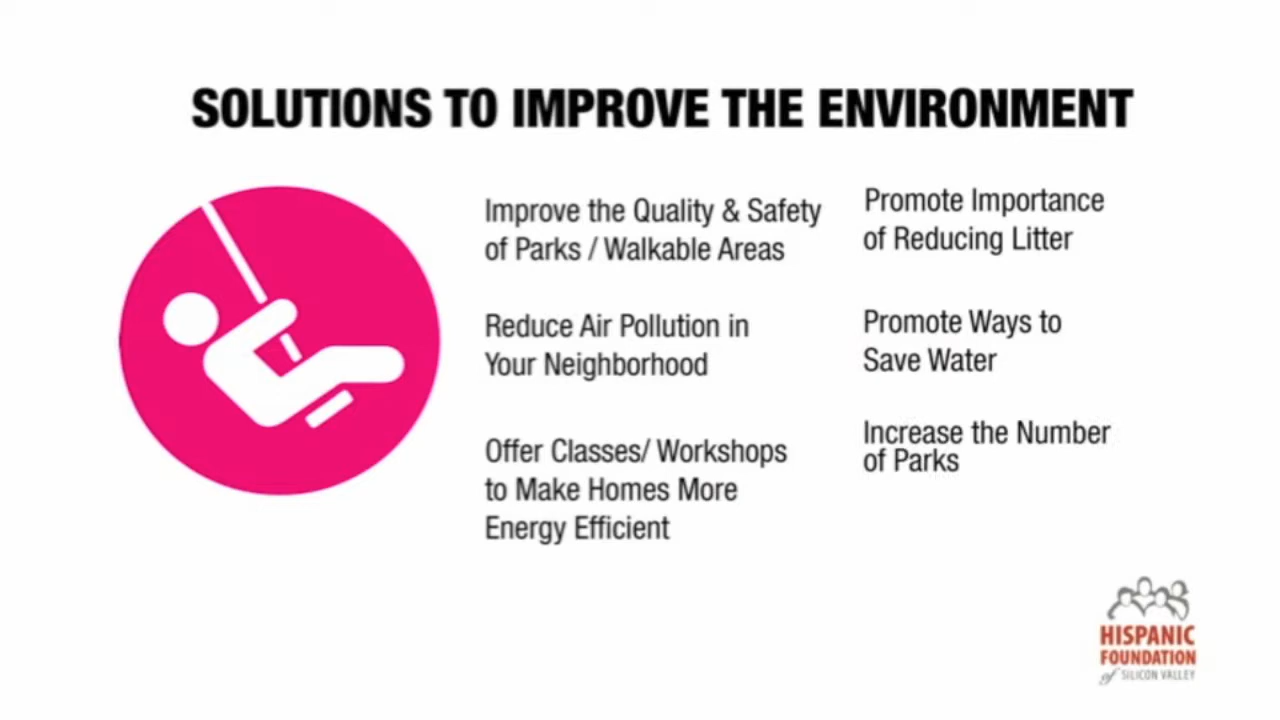 SOLUTIONS TO IMPROVE THE ENVIRONMENT
Improve the Quality & Safety
of Parks / Walkable Areas
Reduce Air Pollution in
Your Neighborhood
Offer Classes/ Workshops
to Make Homes More
Energy Efficient
Promote Importance
of Reducing Litter
Promote Ways to
Save Water
Increase the Number
of Parks
HISPANIC
FOUNDATION
of SILICON VALLEY